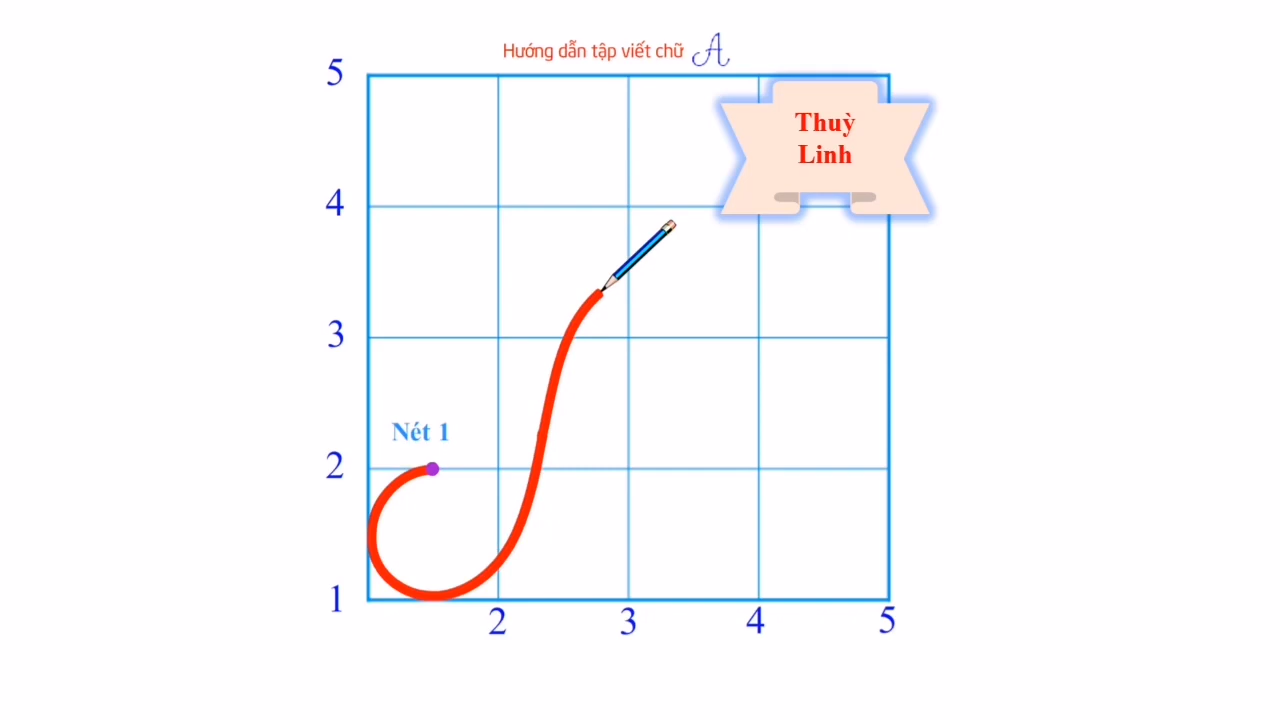 Hướng dẫn tập viết chữ A
5
Thuỳ
Linh
4
3
Nét 1
2
1
2 3 4 5